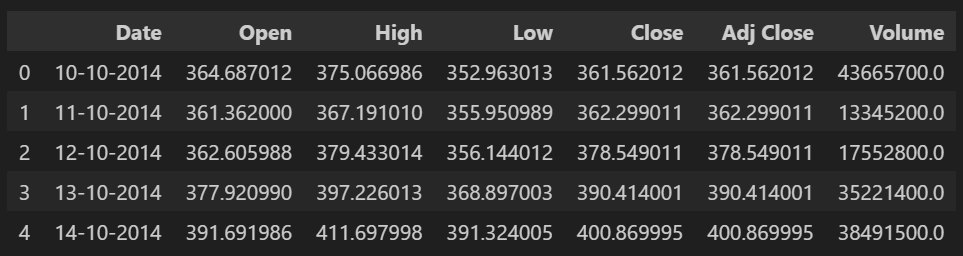 Date Open High Low Close Adj Close Volume
0 10-10-2014 364.687012 375.066986 352.963013 361.562012 361.562012 43665700.0
1 11-10-2014 361.362000 367.191010 355.950989 362.299011 362.299011 13345200.0
2 12-10-2014 362.605988 379.433014 356.144012 378.549011 378.549011 17552800.0
3 13-10-2014 377.920990 397.226013 368.897003 390.414001 390.414001 35221400.0
4 14-10-2014 391.691986 411.697998 391.324005 400.869995 400.869995 38491500.0